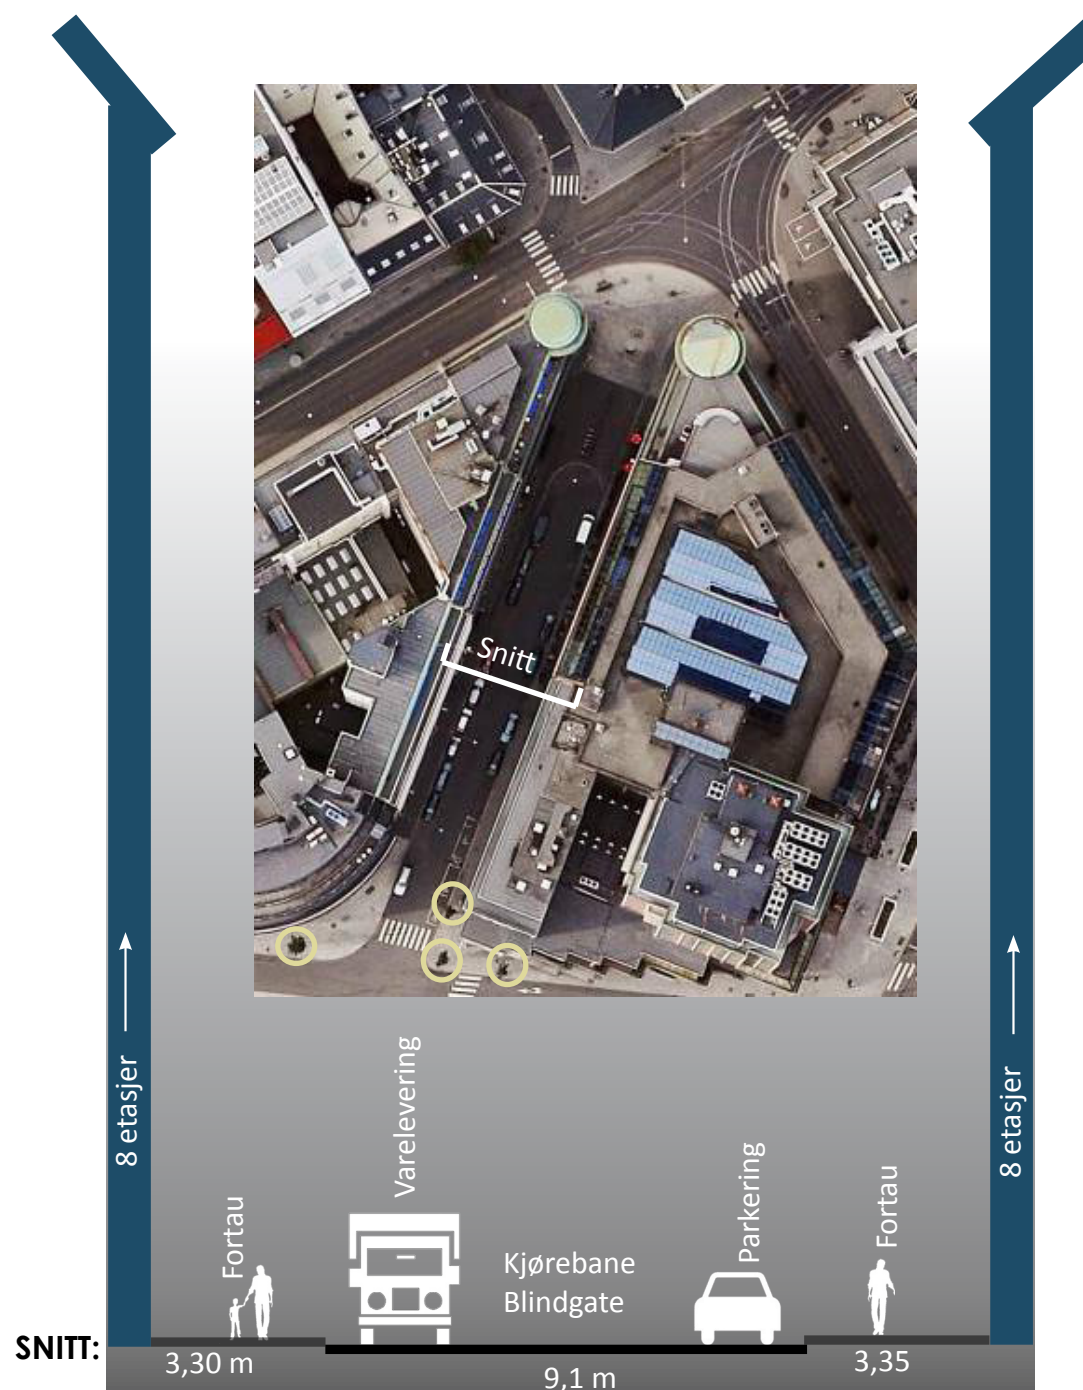 Snitt
8 etasjer
8 etasjer
Varelevering
Parkering
Fortau
Fortau
Kjørebane
Blindgate
SNITT:
3,30 m
9,1 m
3,35